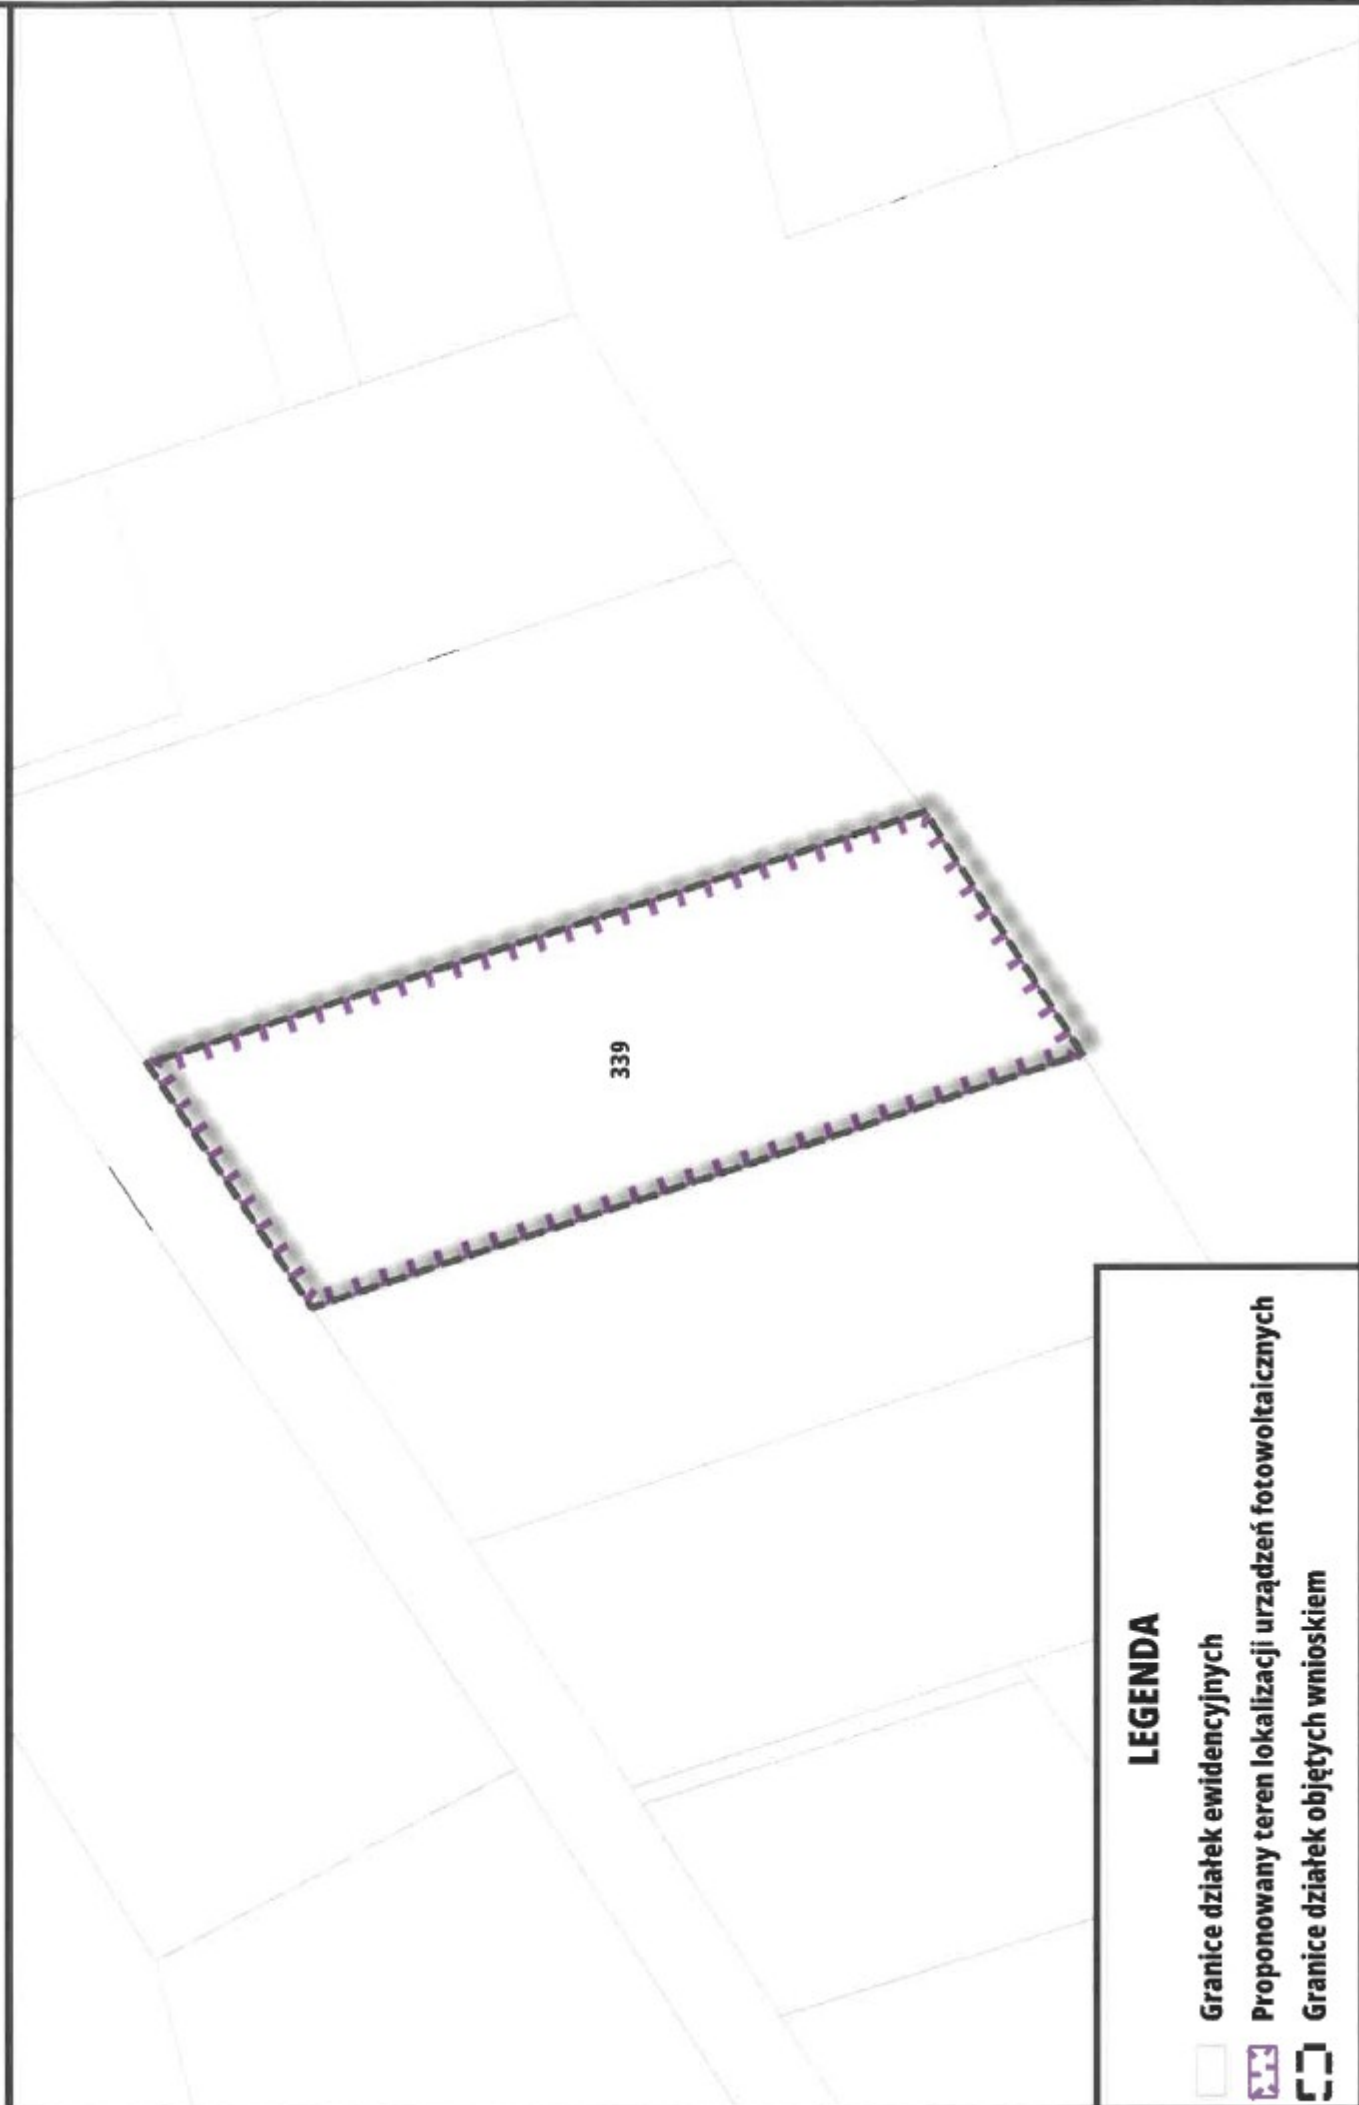 339
LEGENDA
Granice działek ewidencyjnych
Proponowany teren lokalizacji urządzeń fotowoltaicznych
Granice działek objętych wnioskiem